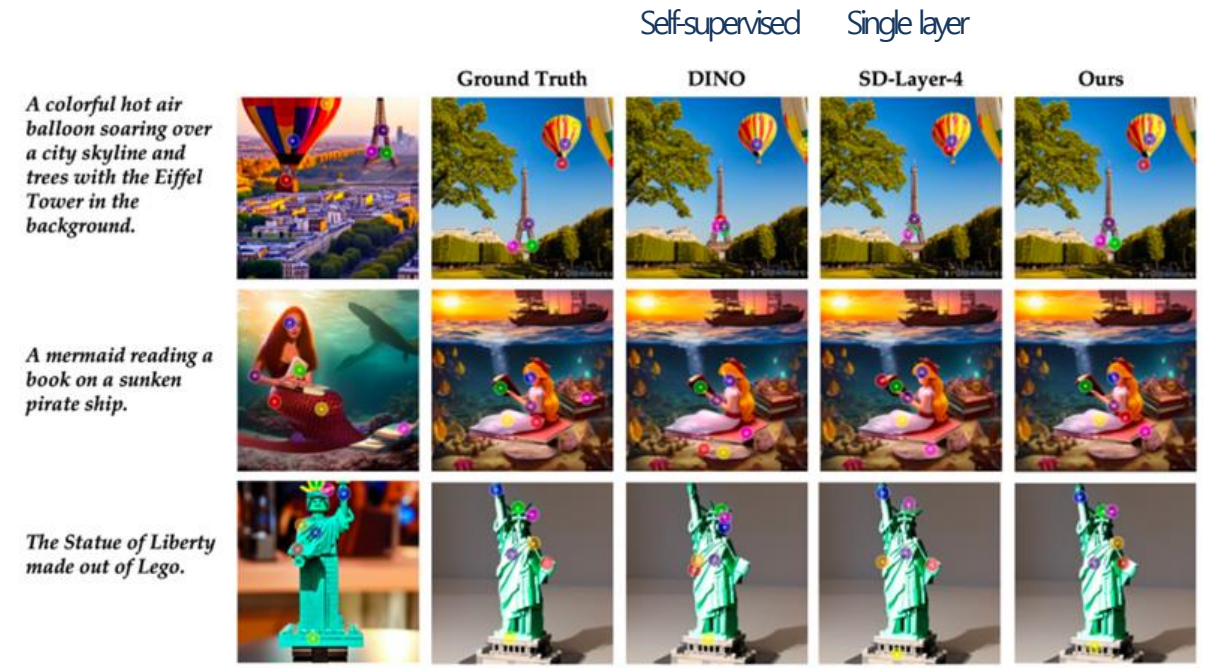 Self-supervised Single layer
Ground Truth DINO SD-Layer-4 Ours
A colorful hot air
balloon soaring over
a city skyline and
trees with the Eiffel
Tower in the
background.
A mermaid reading a
book on a sunken
pirate ship.
The Statue of Liberty
made out of Lego.